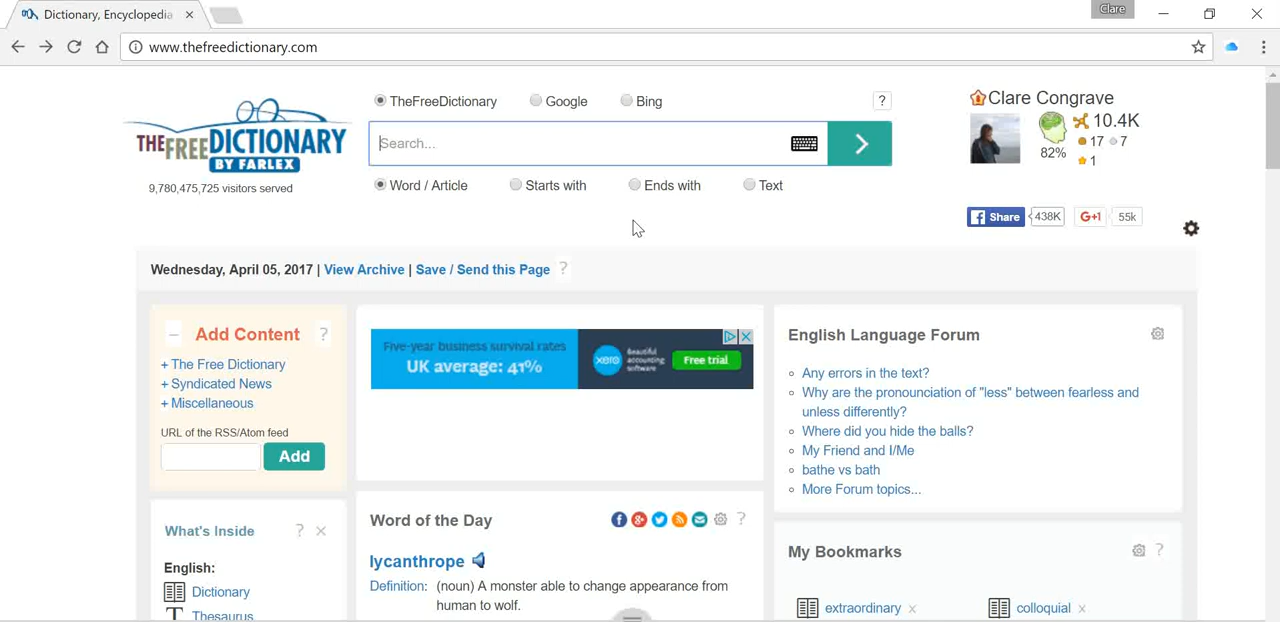 Dictionary, Encyclopedia
Clare
www.thefreedictionary.com
THE FREE DICTIONARY
BY FARLEX
9,780,475,725 visitors served
TheFreeDictionary Google Bing ?
Search...
Word / Article Starts with Ends with Text
Clare Congrave
10.4K
82% 17 7
1
Share 438K G+1 55k
Wednesday, April 05, 2017 | View Archive | Save / Send this Page ?
Add Content ?
+ The Free Dictionary
+ Syndicated News
+ Miscellaneous
URL of the RSS/Atom feed
Add
What's Inside ?
English:
Dictionary
Thesaurus
Five-year business survival rates
UK average: 41%
xero
Beautiful
accounting
software
Free trial
Word of the Day ?
lycanthrope
Definition: (noun) A monster able to change appearance from
human to wolf.
English Language Forum
Any errors in the text?
Why are the pronounciation of "less" between fearless and
unless differently?
Where did you hide the balls?
My Friend and I/Me
bathe vs bath
More Forum topics...
My Bookmarks ?
extraordinary
colloquial